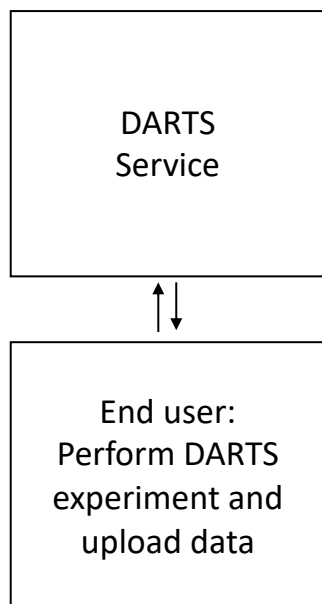 DARTS
Service
End user:
Perform DARTS
experiment and
upload data